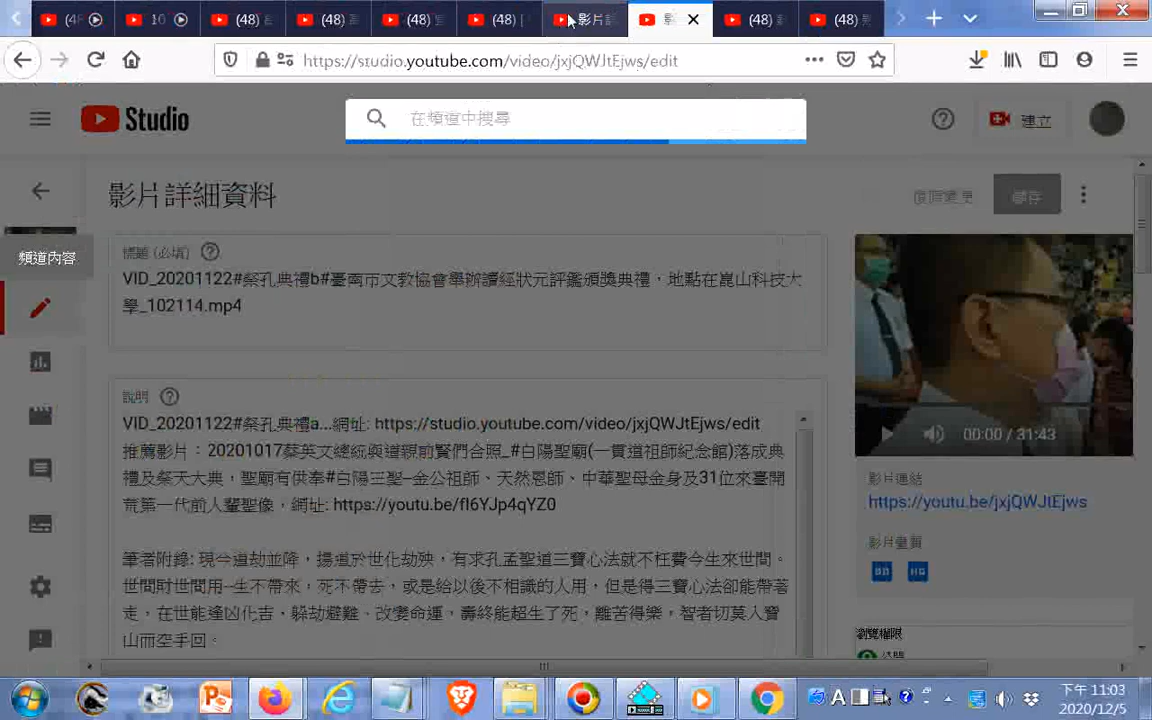 (48)
(48)
(48)
(48)
(48) |
影片
(48)
(48)
https://studio.youtube.com/video/jxjQWJtEjws/edit
Studio
在頻道中搜尋
建立
影片詳細資料
復原變更
儲存
頻道內容
標題 (必填)
VID_20201122#祭孔典禮b#臺南市文教協會舉辦讀經狀元評鑑頒獎典禮，地點在崑山科技大
學_102114.mp4
說明
VID_20201122#祭孔典禮a...網址: https://studio.youtube.com/video/jxjQWJtEjws/edit
推薦影片：20201017蔡英文總統與道親前賢們合照_#白陽聖廟(一貫道祖師紀念館)落成典
禮及祭天大典，聖廟有供奉#白陽三聖--金公祖師、天然恩師、中華聖母金身及31位來臺開
荒第一代前人輩聖像，網址: https://youtu.be/fl6YJp4qYZ0
筆者附錄: 現今道劫並降，揚道於世化劫殃，有求孔孟聖道三寶心法就不枉費今生來世間。
世間財世間用--生不帶來，死不帶去，或是給以後不相識的人用，但是得三寶心法卻能帶著
走，在世能逢凶化吉、躲劫避難、改變命運，壽終能超生了死，離苦得樂，智者切莫入寶
山而空手回。
00:00 / 31:43
影片連結
https://youtu.be/jxjQWJtEjws
影片畫質
SD
HD
瀏覽權限
下午 11:03
2020/12/5